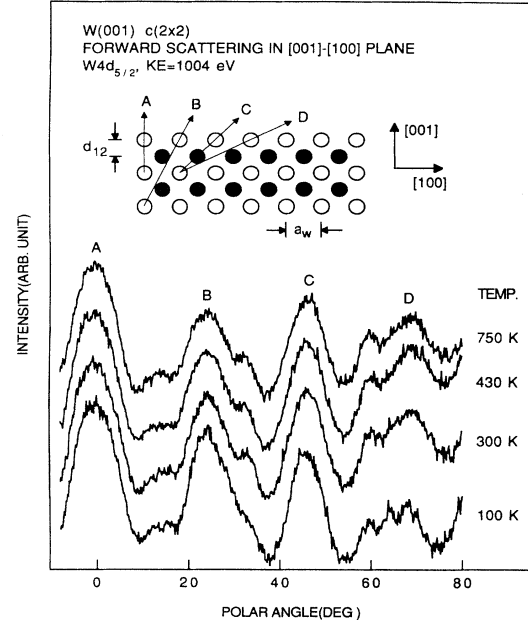 W(001) c(2x2)
FORWARD SCATTERING IN [001]-[100] PLANE
W4d5/2, KE=1004 eV
A
B
C
D
d12
[001]
[100]
aw
INTENSITY(ARB. UNIT)
A
B
C
D
TEMP.
750 K
430 K
300 K
100 K
0
20
40
60
80
POLAR ANGLE(DEG )